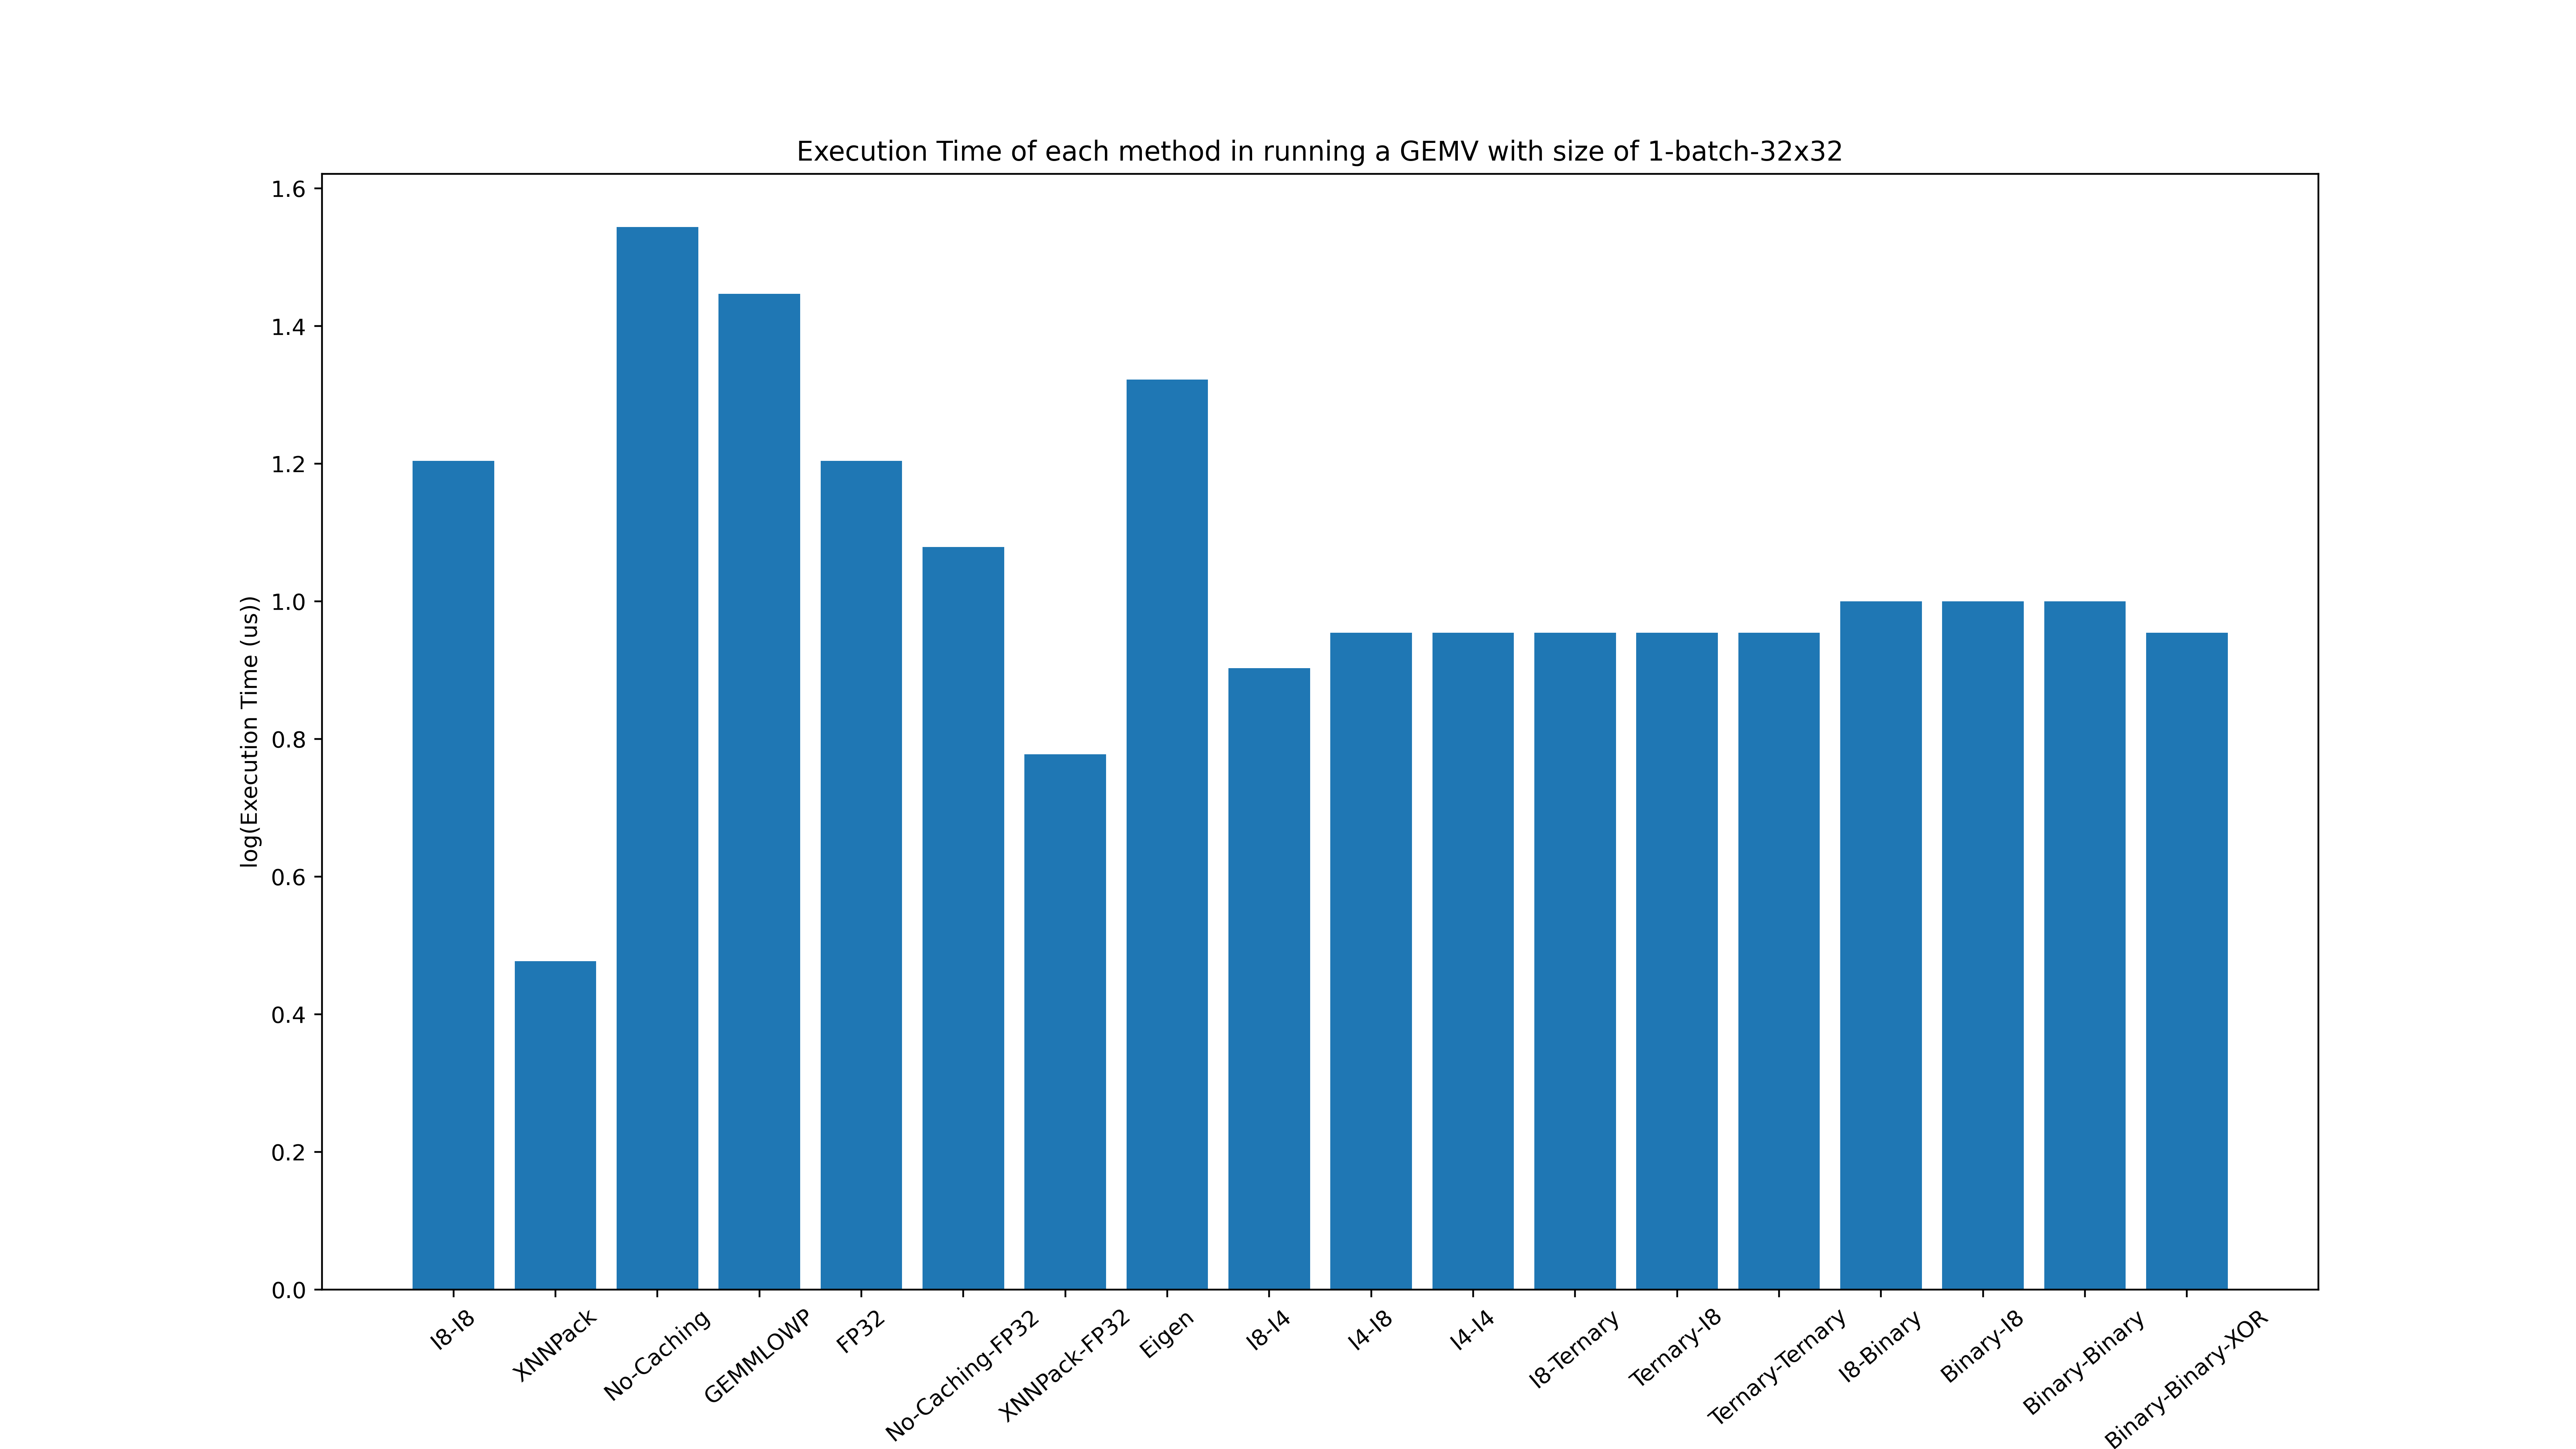 Execution Time of each method in running a GEMV with size of 1-batch-32x32
log(Execution Time (us))
1.6
1.4
1.2
1.0
0.8
0.6
0.4
0.2
0.0
I8-I8
XNNPack
No-Caching
GEMMLOWP
FP32
No-Caching-FP32
XNNPack-FP32
Eigen
I8-I4
I4-I8
I4-I4
I8-Ternary
Ternary-I8
Ternary-Ternary
I8-Binary
Binary-I8
Binary-Binary
Binary-Binary-XOR